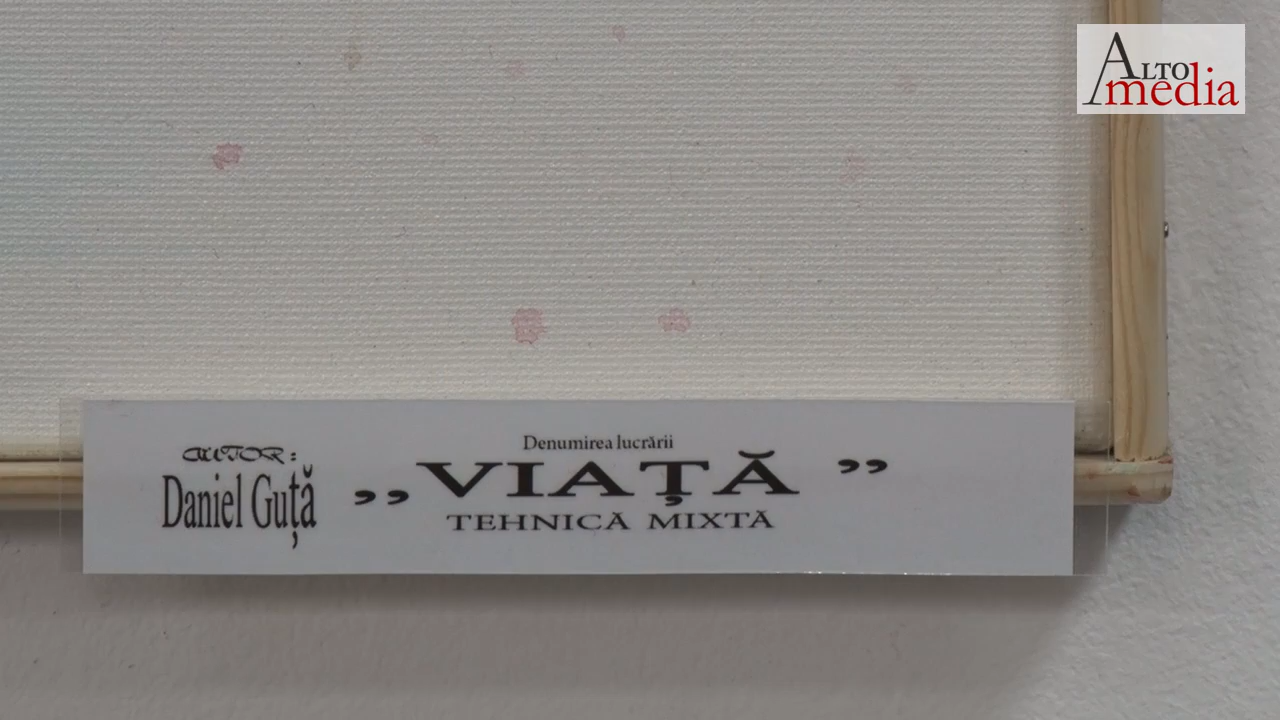 ALTO
media
AUTOR:
Daniel Guță
Denumirea lucrării
,, VIAȚĂ ”
TEHNICĂ MIXTĂ